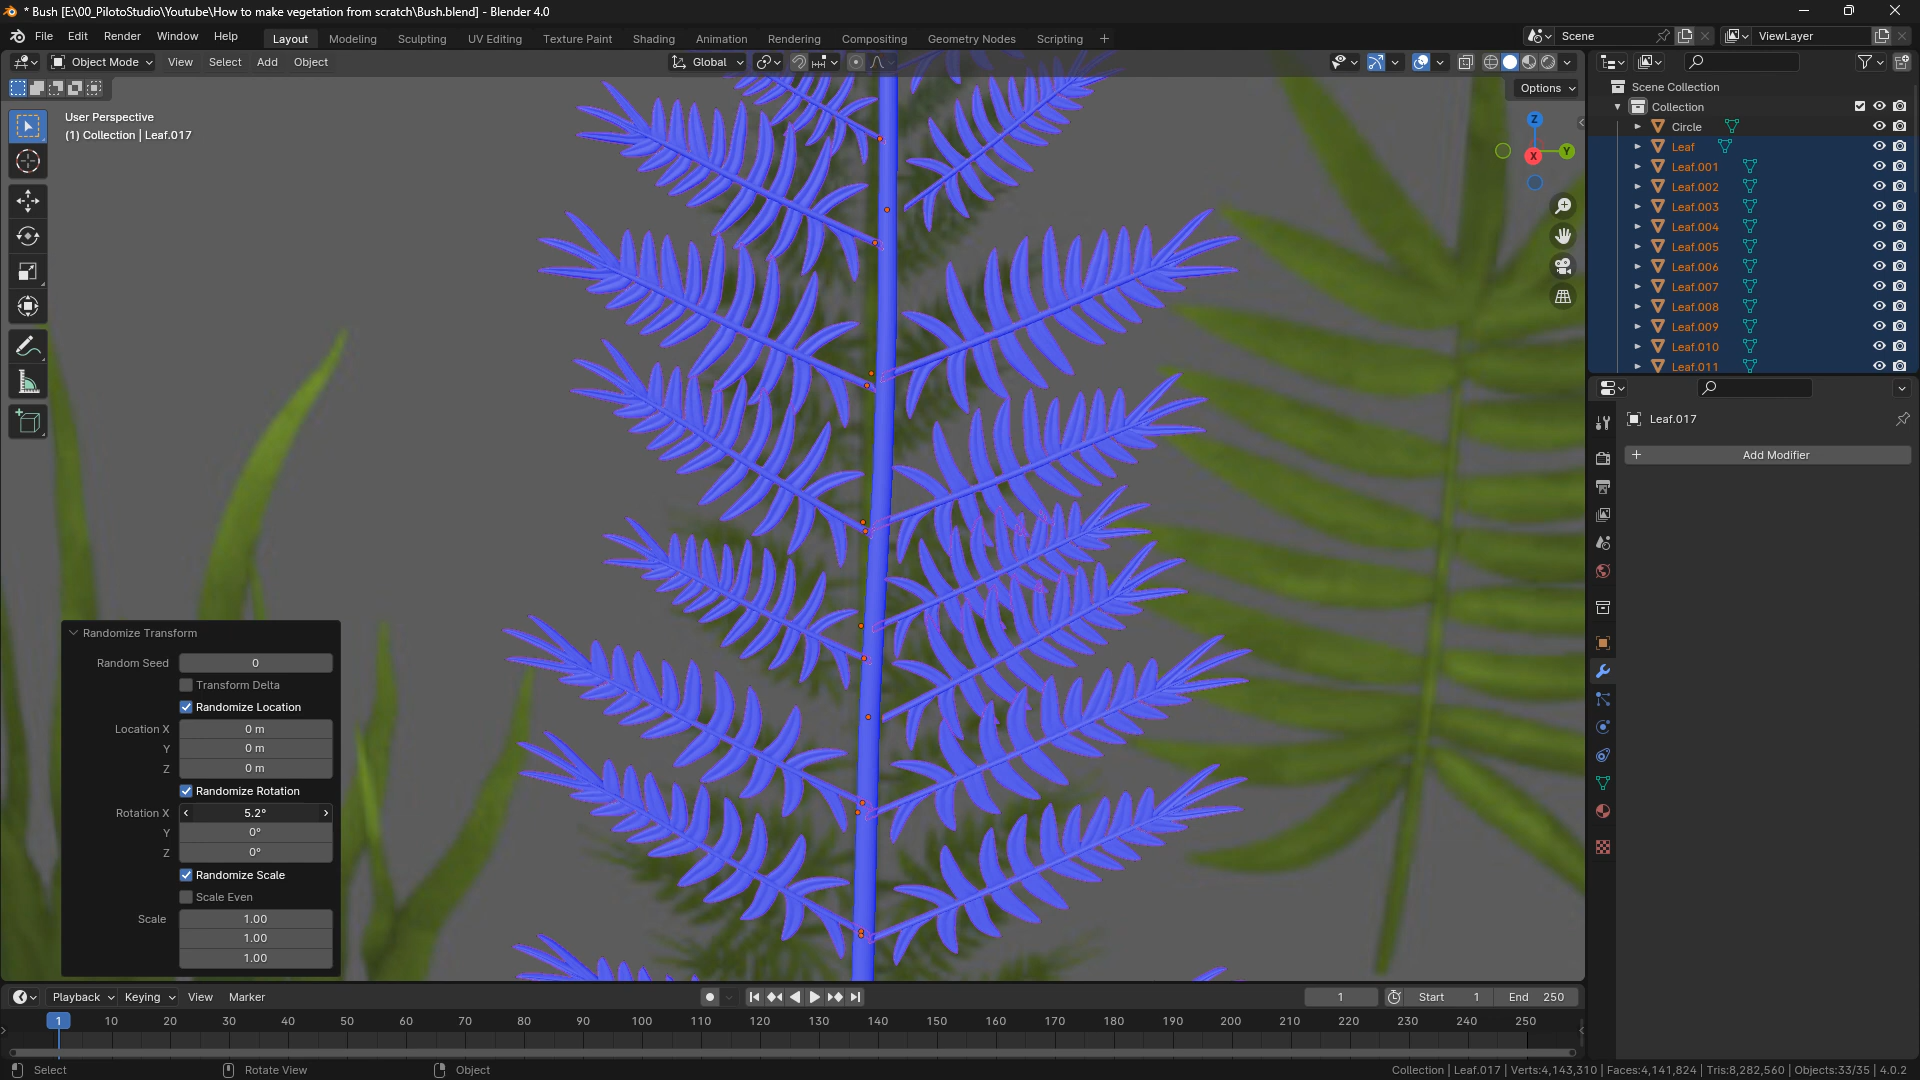 * Bush [E:\00_PilotoStudio\Youtube\How to make vegetation from scratch\Bush.blend] - Blender 4.0
File Edit Render Window Help Layout Modeling Sculpting UV Editing Texture Paint Shading Animation Rendering Compositing Geometry Nodes Scripting + Scene ViewLayer
Object Mode View Select Add Object Global
Options
User Perspective
(1) Collection | Leaf.017
Z
Y
X
Scene Collection
Collection
Circle
Leaf
Leaf.001
Leaf.002
Leaf.003
Leaf.004
Leaf.005
Leaf.006
Leaf.007
Leaf.008
Leaf.009
Leaf.010
Leaf.011
Leaf.017
+ Add Modifier
Randomize Transform
Random Seed 0
Transform Delta
Randomize Location
Location X 0 m
Y 0 m
Z 0 m
Randomize Rotation
Rotation X 5.2°
Y 0°
Z 0°
Randomize Scale
Scale Even
Scale 1.00
1.00
1.00
Playback Keying View Marker 1 Start 1 End 250
1 10 20 30 40 50 60 70 80 90 100 110 120 130 140 150 160 170 180 190 200 210 220 230 240 250
Select Rotate View Object Collection | Leaf.017 | Verts:4,143,310 | Faces:4,141,824 | Tris:8,282,560 | Objects:33/35 | 4.0.2